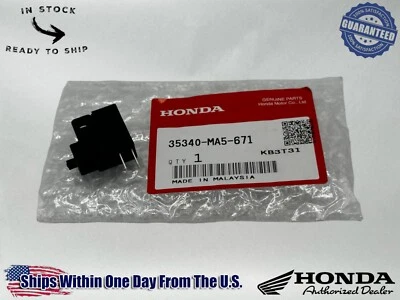 IN STOCK
READY TO SHIP
GUARANTEED
HONDA
GENUINE PARTS
Honda Motor Co., Ltd.
35340-MA5-671
QTY 1
KB3T31
MADE IN MALAYSIA
Ships Within One Day From The U.S.
HONDA
Authorized Dealer